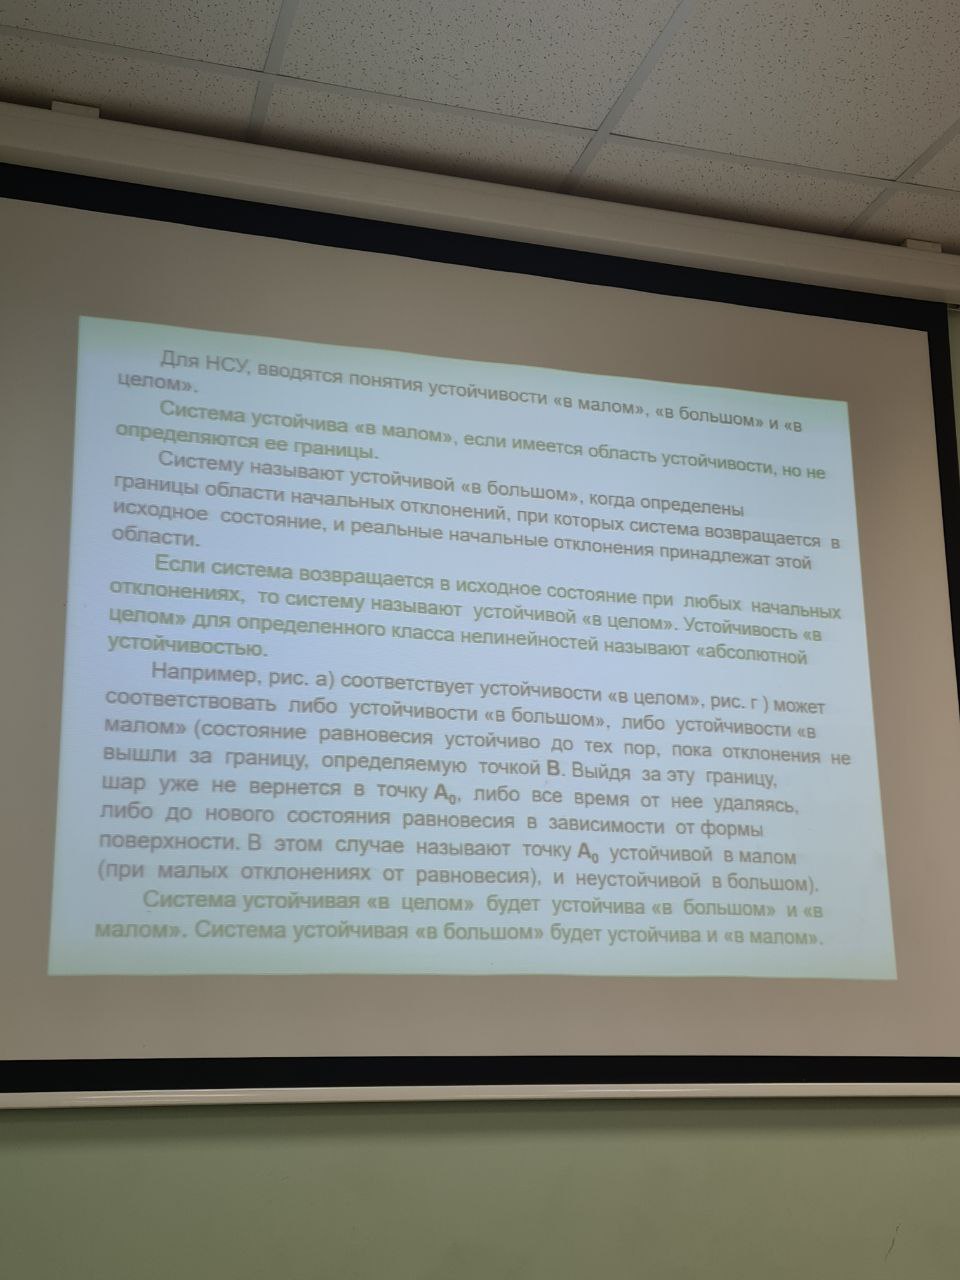 Для НСУ, вводятся понятия устойчивости «в малом», «в большом» и «в
целом».
Система устойчива «в малом», если имеется область устойчивости, но не
определяются ее границы.
Систему называют устойчивой «в большом», когда определены
границы области начальных отклонений, при которых система возвращается в
исходное состояние, и реальные начальные отклонения принадлежат этой
области.
Если система возвращается в исходное состояние при любых начальных
отклонениях, то систему называют устойчивой «в целом». Устойчивость «в
целом» для определенного класса нелинейностей называют «абсолютной
устойчивостью.
Например, рис. а) соответствует устойчивости «в целом», рис. г ) может
соответствовать либо устойчивости «в большом», либо устойчивости «в
малом» (состояние равновесия устойчиво до тех пор, пока отклонения не
вышли за границу, определяемую точкой B. Выйдя за эту границу,
шар уже не вернется в точку A₀, либо все время от нее удаляясь,
либо до нового состояния равновесия в зависимости от формы
поверхности. В этом случае называют точку A₀ устойчивой в малом
(при малых отклонениях от равновесия), и неустойчивой в большом).
Система устойчивая «в целом» будет устойчива «в большом» и «в
малом». Система устойчивая «в большом» будет устойчива и «в малом».